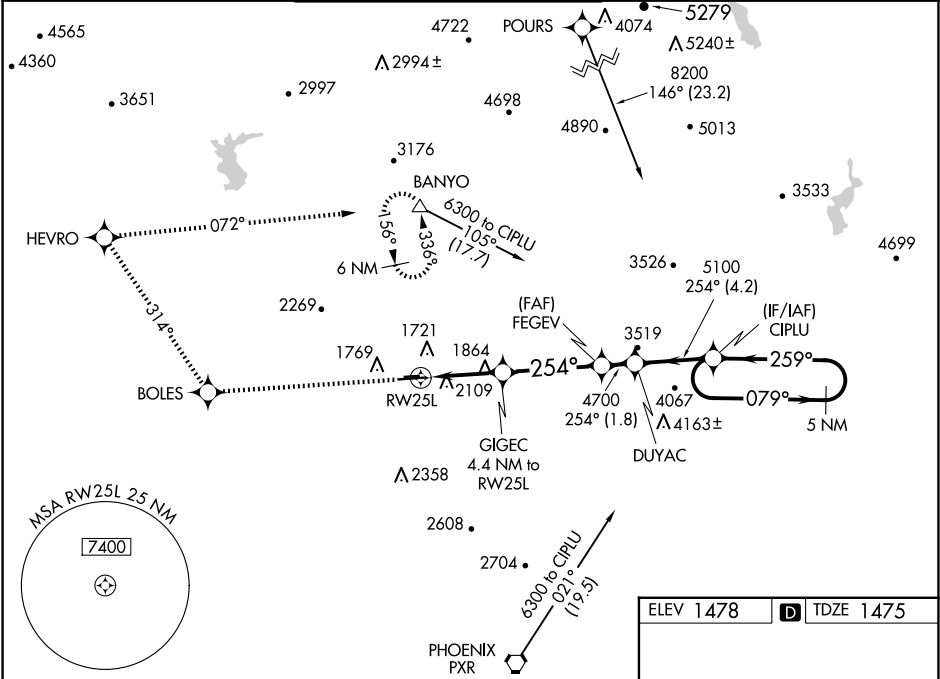 4565
4360
3651
2997
2994±
4722
4698
POURS
4074
5279
5240±
8200
146° (23.2)
4890
5013
3176
BANYO
6300 to CIPLU
105°
(17.7)
156°
336°
6 NM
3533
4699
HEVRO
072°
314°
2269
3526
5100
254° (4.2)
(FAF)
FEGEV
3519
(IF/IAF)
CIPLU
1721
1769
1864
254°
259°
079°
5 NM
BOLES
RW25L
2109
4700
254° (1.8)
4067
4163±
DUYAC
GIGEC
4.4 NM to
RW25L
2358
MSA RW25L 25 NM
7400
2608
2704
6300 to CIPLU
021°
(19.5)
PHOENIX
PXR
ELEV 1478 D TDZE 1475